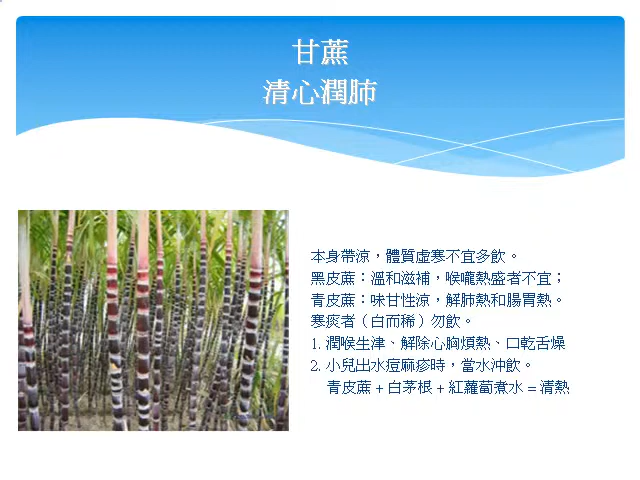 甘蔗
清心潤肺
本身帶涼，體質虛寒不宜多飲。
黑皮蔗：溫和滋補，喉嚨熱盛者不宜；
青皮蔗：味甘性涼，解肺熱和腸胃熱。
寒痰者（白而稀）勿飲。
1. 潤喉生津、解除心胸煩熱、口乾舌燥
2. 小兒出水痘麻疹時，當水沖飲。
青皮蔗 + 白茅根 + 紅蘿蔔煮水 = 清熱